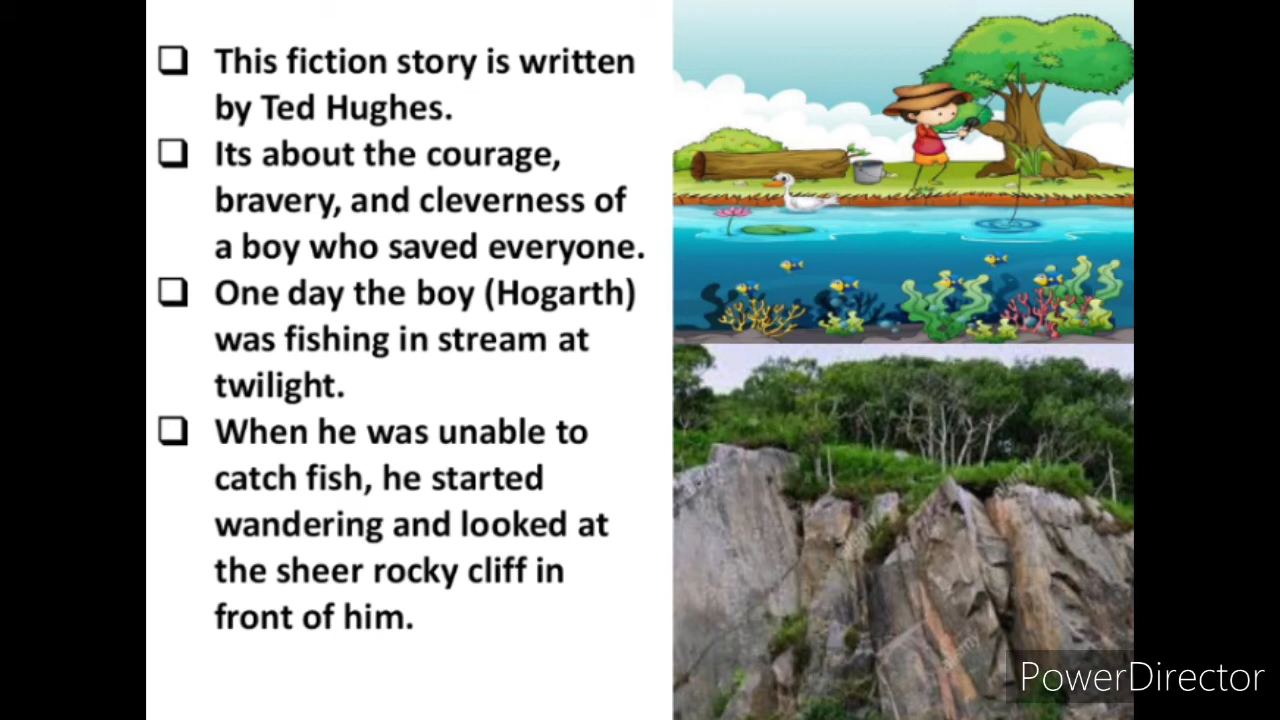 This fiction story is written
by Ted Hughes.
Its about the courage,
bravery, and cleverness of
a boy who saved everyone.
One day the boy (Hogarth)
was fishing in stream at
twilight.
When he was unable to
catch fish, he started
wandering and looked at
the sheer rocky cliff in
front of him.
PowerDirector